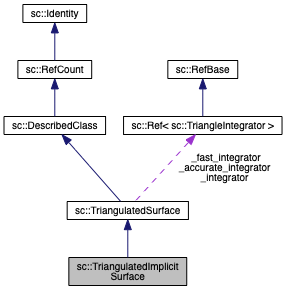 sc::Identity
sc::RefCount
sc::RefBase
sc::DescribedClass
sc::Ref< sc::TriangleIntegrator >
_fast_integrator
_accurate_integrator
_integrator
sc::TriangulatedSurface
sc::TriangulatedImplicit
Surface